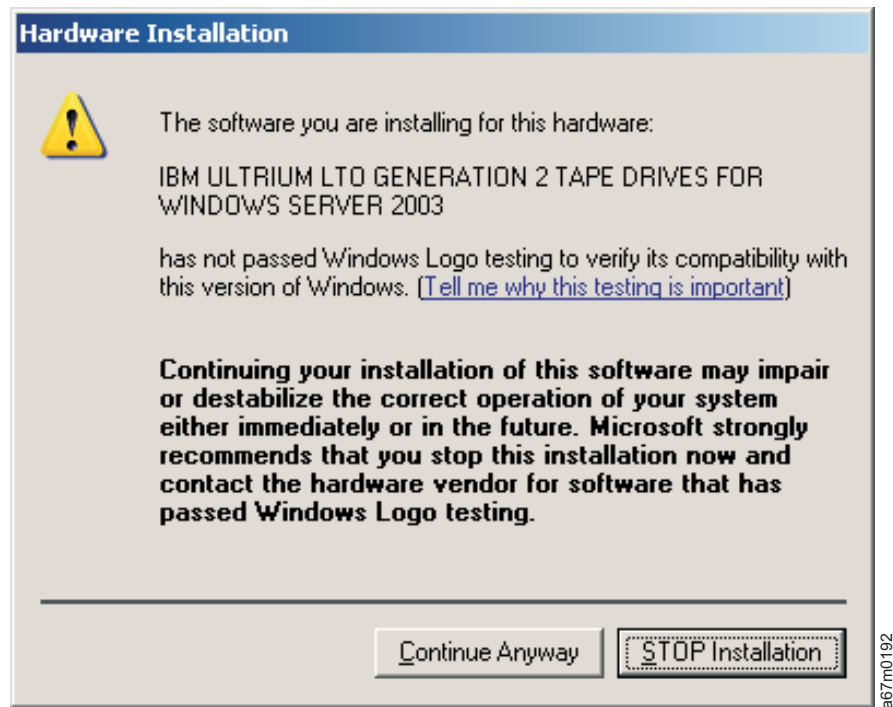 Hardware Installation
The software you are installing for this hardware:
IBM ULTRIUM LTO GENERATION 2 TAPE DRIVES FOR
WINDOWS SERVER 2003
has not passed Windows Logo testing to verify its compatibility with
this version of Windows. (Tell me why this testing is important)
Continuing your installation of this software may impair
or destabilize the correct operation of your system
either immediately or in the future. Microsoft strongly
recommends that you stop this installation now and
contact the hardware vendor for software that has
passed Windows Logo testing.
Continue Anyway
STOP Installation
a67m0192